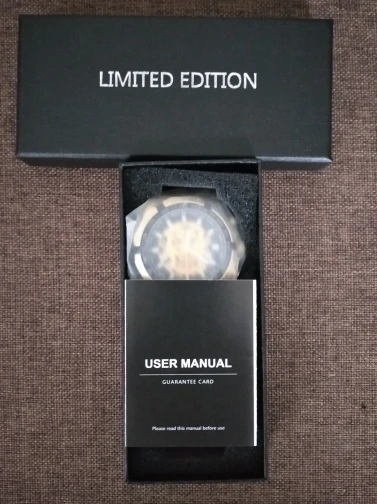 LIMITED EDITION
USER MANUAL
GUARANTEE CARD
Please read this manual before use